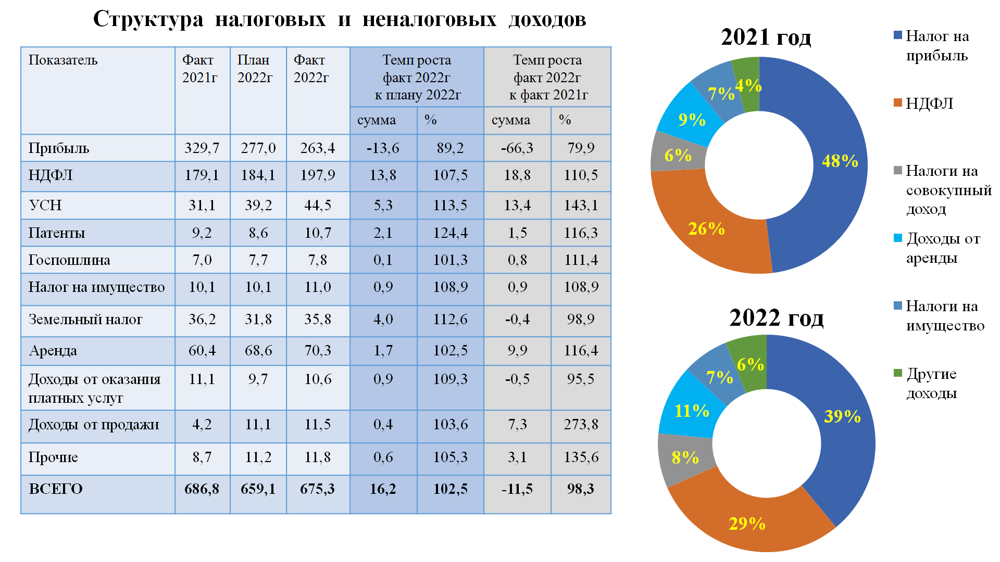 Структура налоговых и неналоговых доходов
Показатель
Факт
2021г
План
2022г
Факт
2022г
Темп роста
факт 2022г
к плану 2022г
Темп роста
факт 2022г
к факт 2021г
сумма % сумма %
Прибыль 329,7 277,0 263,4 -13,6 89,2 -66,3 79,9
НДФЛ 179,1 184,1 197,9 13,8 107,5 18,8 110,5
УСН 31,1 39,2 44,5 5,3 113,5 13,4 143,1
Патенты 9,2 8,6 10,7 2,1 124,4 1,5 116,3
Госпошлина 7,0 7,7 7,8 0,1 101,3 0,8 111,4
Налог на имущество 10,1 10,1 11,0 0,9 108,9 0,9 108,9
Земельный налог 36,2 31,8 35,8 4,0 112,6 -0,4 98,9
Аренда 60,4 68,6 70,3 1,7 102,5 9,9 116,4
Доходы от оказания
платных услуг
11,1 9,7 10,6 0,9 109,3 -0,5 95,5
Доходы от продажи 4,2 11,1 11,5 0,4 103,6 7,3 273,8
Прочие 8,7 11,2 11,8 0,6 105,3 3,1 135,6
ВСЕГО 686,8 659,1 675,3 16,2 102,5 -11,5 98,3
2021 год
48%
26%
6%
9%
7%
4%
2022 год
39%
29%
8%
11%
7%
6%
Налог на
прибыль
НДФЛ
Налоги на
совокупный
доход
Доходы от
аренды
Налоги на
имущество
Другие
доходы